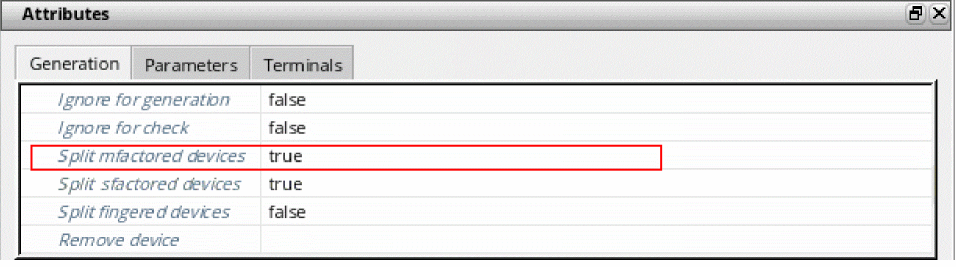 Attributes
Generation Parameters Terminals
Ignore for generation false
Ignore for check false
Split mfactored devices true
Split sfactored devices true
Split fingered devices false
Remove device